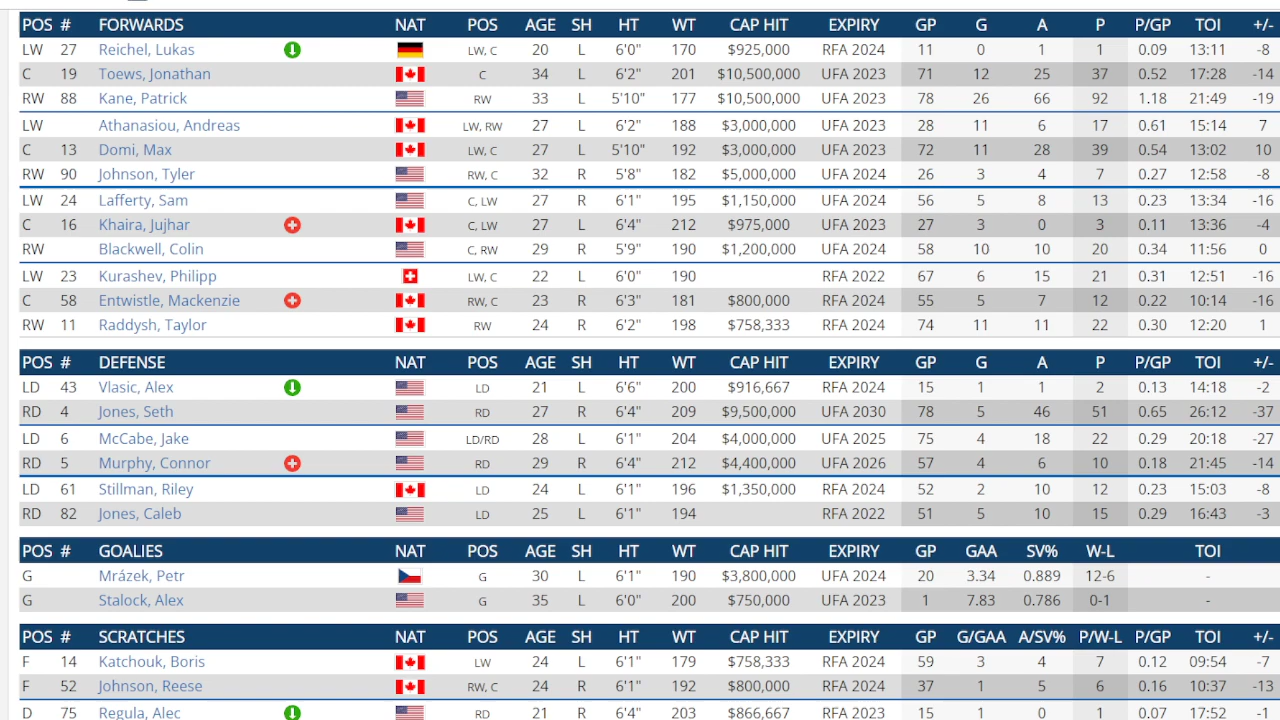 POS # FORWARDS NAT POS AGE SH HT WT CAP HIT EXPIRY GP G A P P/GP TOI +/-
LW 27 Reichel, Lukas LW, C 20 L 6'0" 170 $925,000 RFA 2024 11 0 1 0.09 13:11 -8
C 19 Toews, Jonathan C 34 L 6'2" 201 $10,500,000 UFA 2023 71 12 25 37 0.52 17:28 -14
RW 88 Kane, Patrick RW 33 L 5'10" 177 $10,500,000 UFA 2023 78 26 66 92 1.18 21:49 -19
LW Athanasiou, Andreas LW, RW 27 L 6'2" 188 $3,000,000 UFA 2023 28 11 6 17 0.61 15:14 7
C 13 Domi, Max LW, C 27 L 5'10" 192 $3,000,000 UFA 2023 72 11 28 39 0.54 13:02 10
RW 90 Johnson, Tyler RW, C 32 R 5'8" 182 $5,000,000 UFA 2024 26 3 4 0.27 12:58
LW 24 Lafferty, Sam C, LW 27 R 6'1" 195 $1,150,000 UFA 2024 56 5 8 0.23 13:34 -16
C 16 Khaira, Jujhar C, LW 27 L 6'4" 212 $975,000 UFA 2023 27 3 0 3 0.11 13:36 -4
RW Blackwell, Colin C, RW 29 R 5'9" 190 $1,200,000 UFA 2024 58 10 10 20 0.34 11:56
LW 23 Kurashev, Philipp LW, C 22 L 6'0" 190 RFA 2022 67 6 15 21 0.31 12:51 -16
C 58 Entwistle, Mackenzie RW, C 23 R 6'3" 181 $800,000 RFA 2024 55 5 7 12 0.22 10:14 -16
RW 11 Raddysh, Taylor RW 24 R 6'2" 198 $758,333 RFA 2024 74 11 11 22 0.30 12:20 1
POS # DEFENSE NAT POS AGE SH HT WT CAP HIT EXPIRY GP G A P P/GP TOI +/-
LD 43 Vlasic, Alex LD 21 L 6'6" 200 $916,667 RFA 2024 15 1 1 0.13 14:18 -2
RD 4 Jones, Seth RD 27 R 6'4" 209 $9,500,000 UFA 2030 78 5 46 0.65 26:12
LD 6 McCabe, Jake LD/RD 28 L 6'1" 204 $4,000,000 UFA 2025 75 4 18 22 0.29 20:18 -27
RD 5 Murphy, Connor RD 29 R 6'4" 212 $4,400,000 UFA 2026 57 4 6 10 0.18 21:45 -14
LD 61 Stillman, Riley LD 24 L 6'1" 196 $1,350,000 RFA 2024 52 2 10 12 0.23 15:03 -8
RD 82 Jones, Caleb LD 25 L 6'1" 194 RFA 2022 51 5 10 0.29 16:43 -3
POS # GOALIES NAT POS AGE SH HT WT CAP HIT EXPIRY GP GAA SV% W-L TOI
G Mrázek, Petr G 30 L 6'1" 190 $3,800,000 UFA 2024 20 3.34 0.889 12-6 -
G Stalock, Alex G 35 L 6'0" 200 $750,000 UFA 2023 1 7.83 0.786 0-1 -
POS # SCRATCHES NAT POS AGE SH HT WT CAP HIT EXPIRY GP G/GAA A/SV% P/W-L P/GP TOI +/-
F 14 Katchouk, Boris LW 24 L 6'1" 179 $758,333 RFA 2024 59 3 4 7 0.12 09:54 -7
F 52 Johnson, Reese RW, C 24 R 6'1" 192 $800,000 RFA 2024 37 1 5 6 0.16 10:37 -13
D 75 Regula, Alec RD 21 R 6'4" 203 $866,667 RFA 2024 15 1 0 0.07 17:52 -1